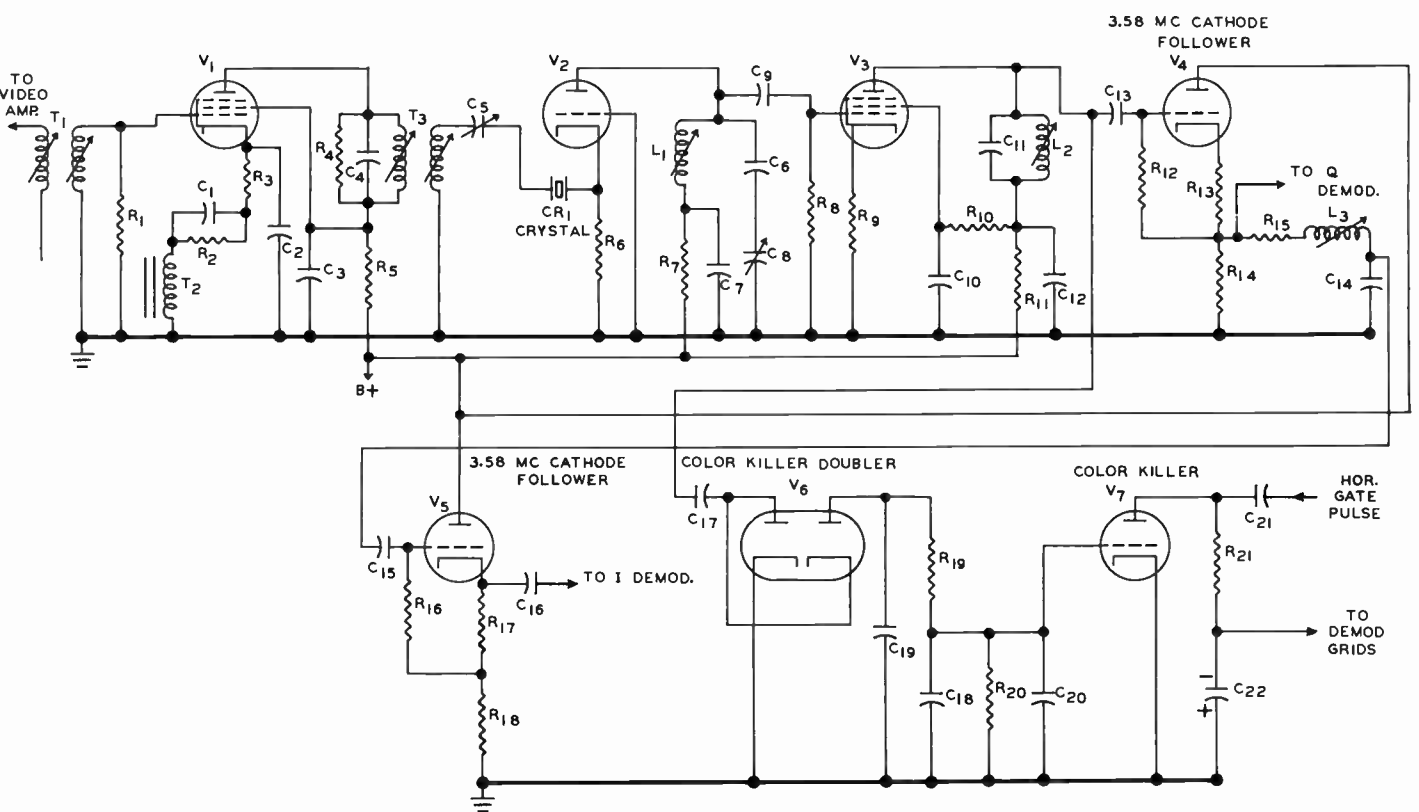 3.58 MC CATHODE
FOLLOWER
TO
VIDEO
AMP.
T1
V1
V2
V3
V4
R1
C1
R2
T2
R3
C2
C3
R4
C4
T3
R5
C5
CR1
CRYSTAL
R6
L1
R7
C7
C6
C8
C9
R8
R9
C10
R10
C11
L2
R11
C12
C13
R12
R13
TO Q
DEMOD.
R15
L3
R14
C14
B+
3.58 MC CATHODE
FOLLOWER
V5
C15
R16
C16
TO I DEMOD.
R17
R18
COLOR KILLER DOUBLER
V6
C17
C19
R19
C18
R20
C20
COLOR KILLER
V7
C21
HOR.
GATE
PULSE
R21
TO
DEMOD
GRIDS
-
C22
+